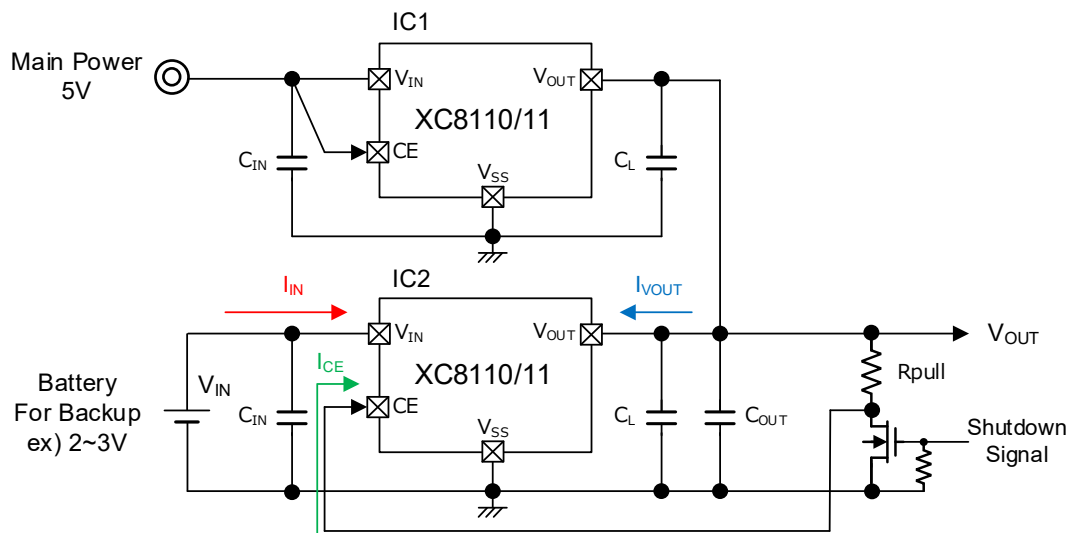 IC1
Main Power
5V
VIN
VOUT
XC8110/11
CE
CIN
CL
VSS
IC2
IIN
IVOUT
VIN
VOUT
VOUT
ICE
XC8110/11
Rpull
Battery
For Backup
ex) 2~3V
VIN
CIN
CE
CL
COUT
Shutdown
Signal
VSS